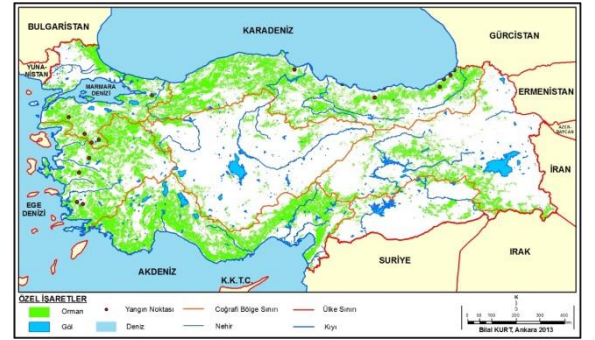 BULGARİSTAN
KARADENİZ
GÜRCİSTAN
YUNA-
NİSTAN
MARMARA
DENİZİ
ERMENİSTAN
AZER-
BAYCAN
İRAN
EGE
DENİZİ
AKDENİZ
K.K.T.C.
SURİYE
IRAK
ÖZEL İŞARETLER
Orman
Yangın Noktası
Coğrafi Bölge Sınırı
Ülke Sınırı
Göl
Deniz
Nehir
Kıyı
K
Bilal KURT, Ankara 2013